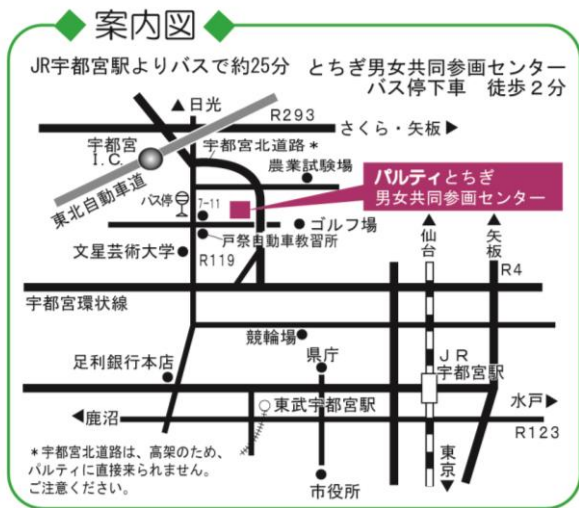 案内図
JR宇都宮駅よりバスで約25分 とちぎ男女共同参画センター
バス停下車 徒歩2分
▲日光
R293
さくら・矢板▶
宇都宮
I.C.
宇都宮北道路*
農業試験場
東北自動車道
バス停
7-11
パルティとちぎ
男女共同参画センター
ゴルフ場
戸祭自動車教習所
文星芸術大学
R119
▲仙台
▲矢板
R4
宇都宮環状線
競輪場
足利銀行本店
県庁
JR
宇都宮駅
東武宇都宮駅
水戸▶
◀鹿沼
R123
*宇都宮北道路は、高架のため、
パルティに直接来られません。
ご注意ください。
市役所
東京▼